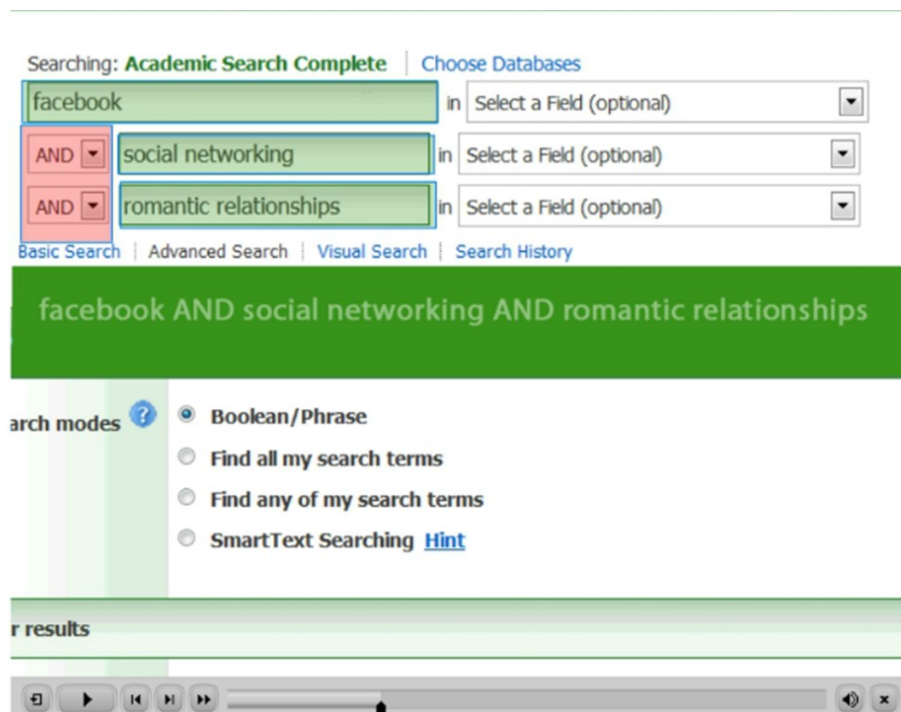 Searching: Academic Search Complete Choose Databases
facebook in Select a Field (optional)
AND social networking in Select a Field (optional)
AND romantic relationships in Select a Field (optional)
Basic Search Advanced Search Visual Search Search History
facebook AND social networking AND romantic relationships
arch modes ? Boolean/Phrase
Find all my search terms
Find any of my search terms
SmartText Searching Hint
r results